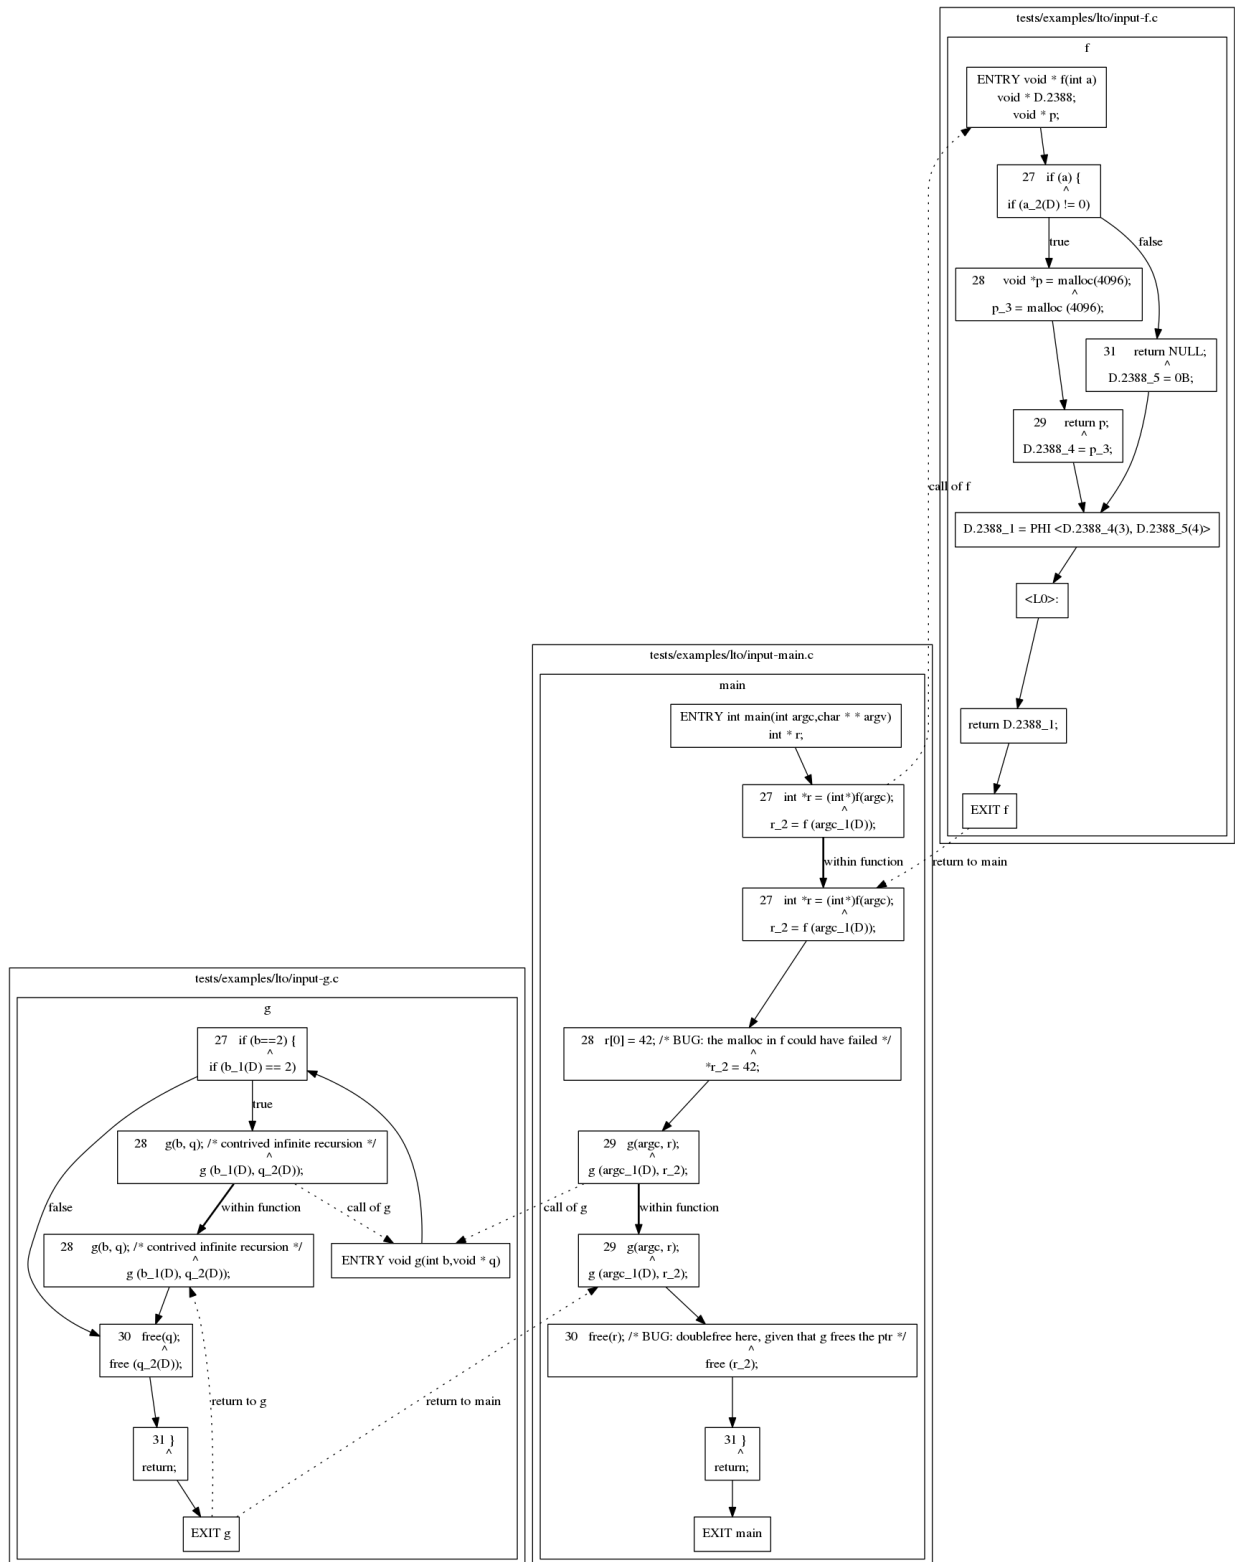 tests/examples/lto/input-f.c
f
ENTRY void * f(int a)
void * D.2388;
void * p;
27 if (a) {
^
if (a_2(D) != 0)
true
false
28 void *p = malloc(4096);
^
p_3 = malloc (4096);
31 return NULL;
^
D.2388_5 = 0B;
29 return p;
^
D.2388_4 = p_3;
call of f
D.2388_1 = PHI <D.2388_4(3), D.2388_5(4)>
<L0>:
return D.2388_1;
EXIT f
tests/examples/lto/input-main.c
main
ENTRY int main(int argc,char * * argv)
int * r;
27 int *r = (int*)f(argc);
^
r_2 = f (argc_1(D));
within function
return to main
27 int *r = (int*)f(argc);
^
r_2 = f (argc_1(D));
28 r[0] = 42; /* BUG: the malloc in f could have failed */
^
*r_2 = 42;
29 g(argc, r);
^
g (argc_1(D), r_2);
call of g
within function
29 g(argc, r);
^
g (argc_1(D), r_2);
30 free(r); /* BUG: doublefree here, given that g frees the ptr */
^
free (r_2);
31 }
^
return;
EXIT main
tests/examples/lto/input-g.c
g
27 if (b==2) {
^
if (b_1(D) == 2)
true
28 g(b, q); /* contrived infinite recursion */
^
g (b_1(D), q_2(D));
false
within function
call of g
28 g(b, q); /* contrived infinite recursion */
^
g (b_1(D), q_2(D));
ENTRY void g(int b,void * q)
30 free(q);
^
free (q_2(D));
return to g
return to main
31 }
^
return;
EXIT g